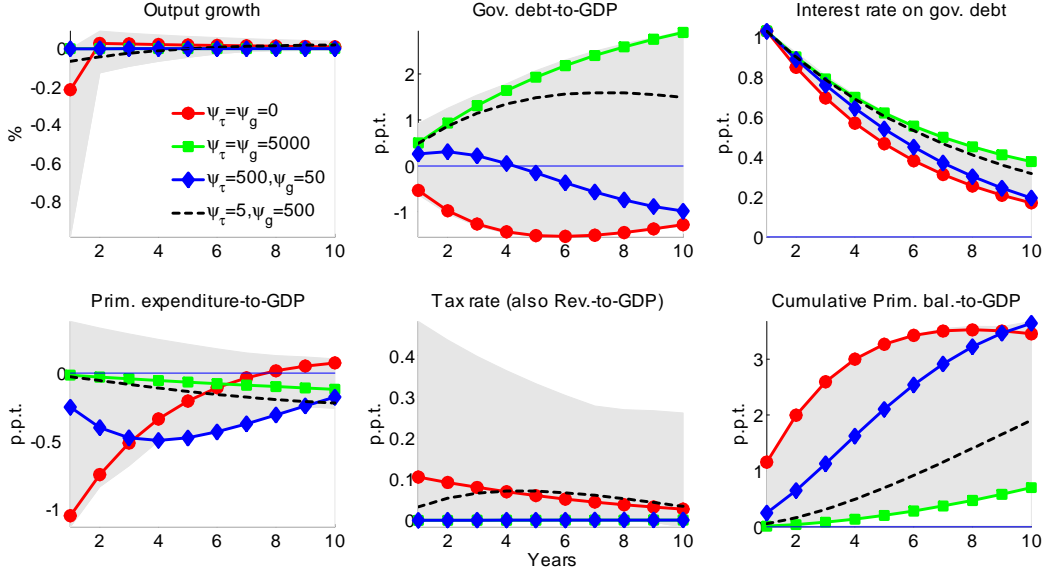 Output growth
Gov. debt-to-GDP
Interest rate on gov. debt
%
0
-0.2
-0.4
-0.6
-0.8
2 4 6 8 10
ψτ=ψg=0
ψτ=ψg=5000
ψτ=500,ψg=50
ψτ=5,ψg=500
p.p.t.
2
1
0
-1
2 4 6 8 10
p.p.t.
1
0.8
0.6
0.4
0.2
0
2 4 6 8 10
Prim. expenditure-to-GDP
Tax rate (also Rev.-to-GDP)
Cumulative Prim. bal.-to-GDP
p.p.t.
0
-0.5
-1
2 4 6 8 10
p.p.t.
0.4
0.3
0.2
0.1
0
2 4 6 8 10
Years
p.p.t.
3
2
1
0
2 4 6 8 10